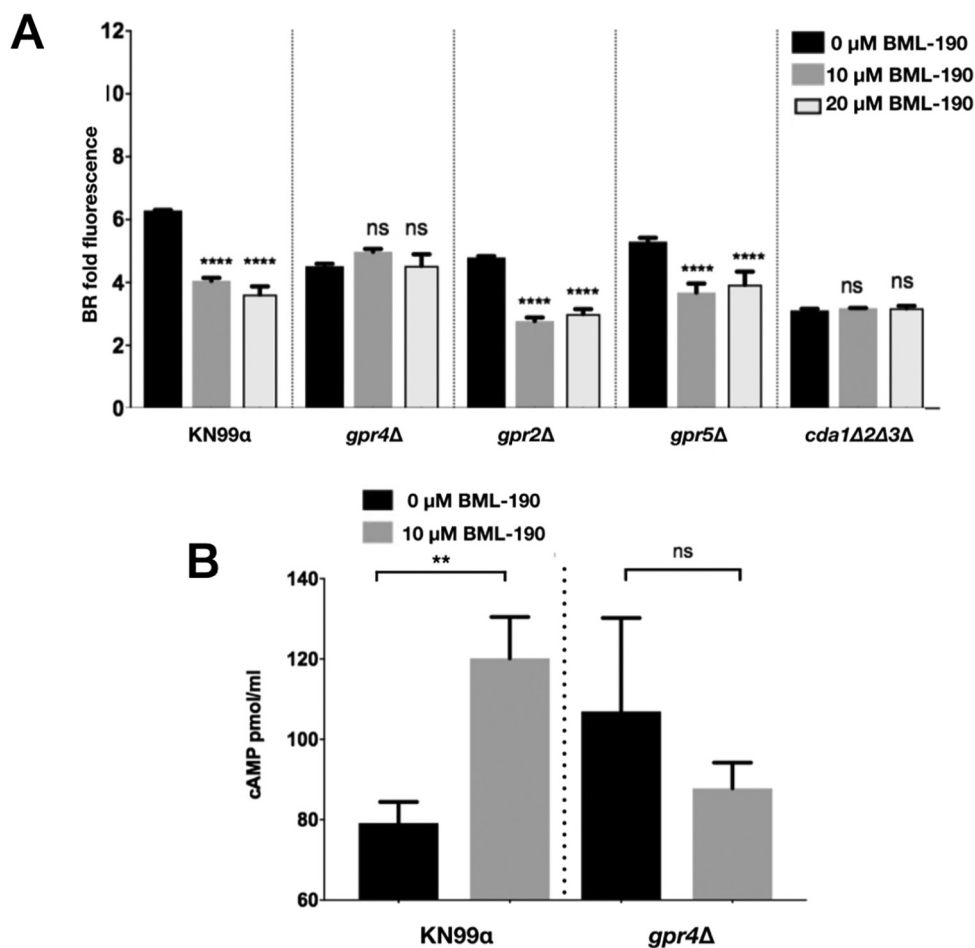 A
BR fold fluorescence
12
10
8
6
4
2
0
0 µM BML-190
10 µM BML-190
20 µM BML-190
**** ****
ns ns
**** ****
**** ****
ns ns
KN99α gpr4Δ gpr2Δ gpr5Δ cda1Δ2Δ3Δ
B
0 µM BML-190
10 µM BML-190
cAMP pmol/ml
140
120
100
80
60
**
ns
KN99α gpr4Δ